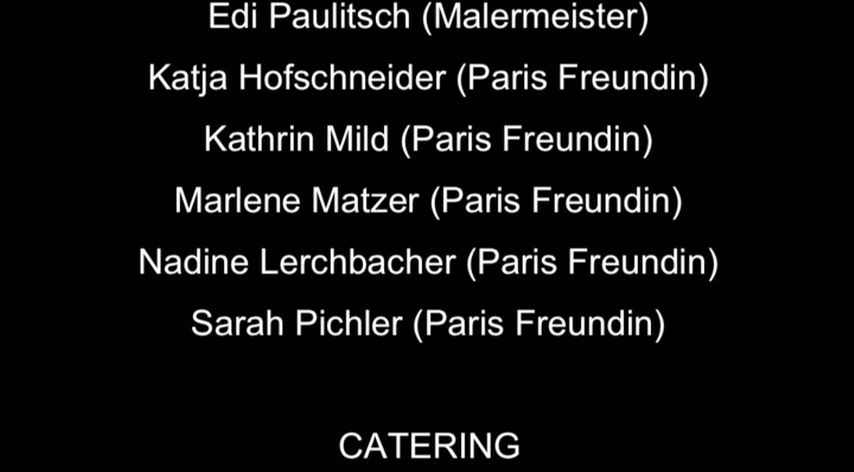 Edi Paulitsch (Malermeister)
Katja Hofschneider (Paris Freundin)
Kathrin Mild (Paris Freundin)
Marlene Matzer (Paris Freundin)
Nadine Lerchbacher (Paris Freundin)
Sarah Pichler (Paris Freundin)
CATERING